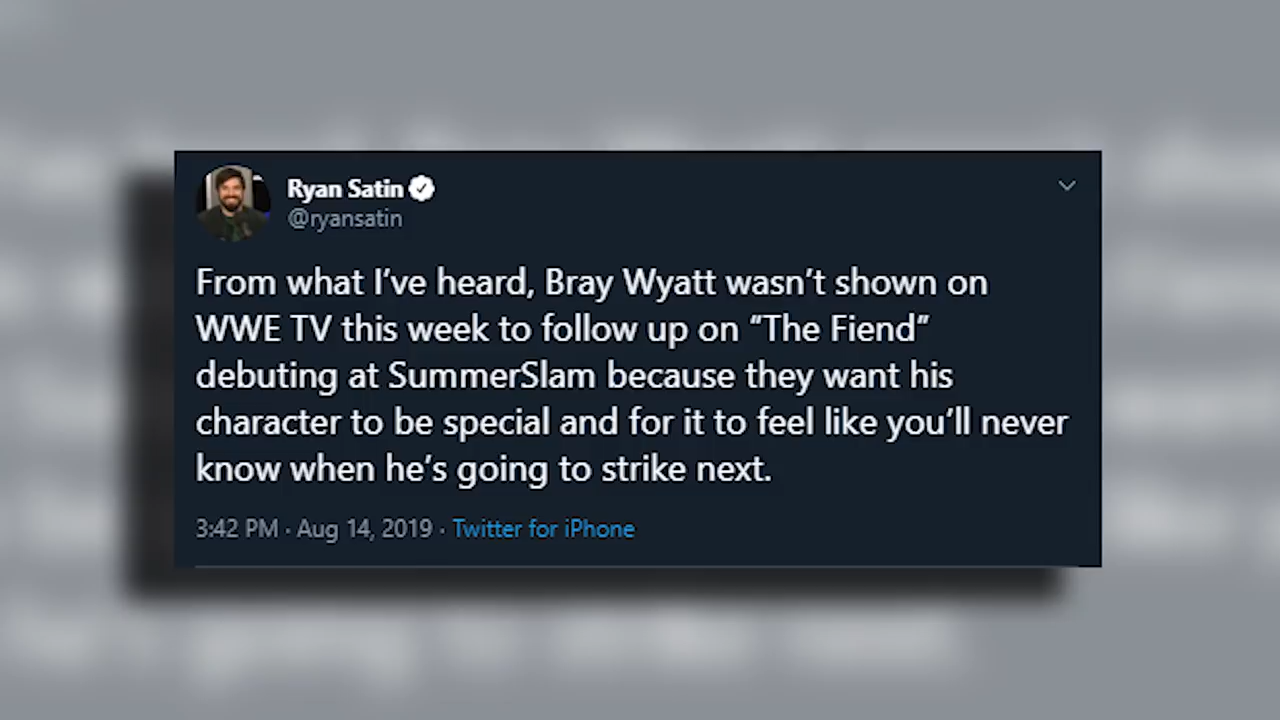 Ryan Satin
@ryansatin
From what I’ve heard, Bray Wyatt wasn’t shown on
WWE TV this week to follow up on “The Fiend”
debuting at SummerSlam because they want his
character to be special and for it to feel like you’ll never
know when he’s going to strike next.
3:42 PM · Aug 14, 2019 · Twitter for iPhone